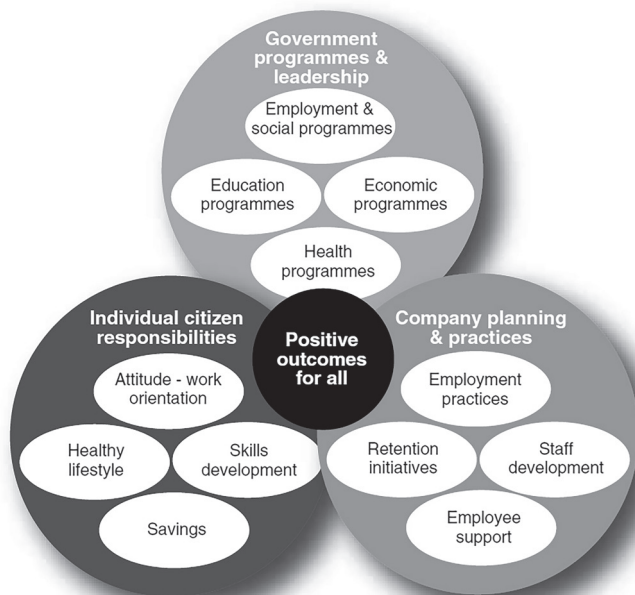 Government
programmes &
leadership
Employment &
social programmes
Education
programmes
Economic
programmes
Health
programmes
Individual citizen
responsibilities
Attitude - work
orientation
Healthy
lifestyle
Skills
development
Savings
Positive
outcomes
for all
Company planning
& practices
Employment
practices
Retention
initiatives
Staff
development
Employee
support